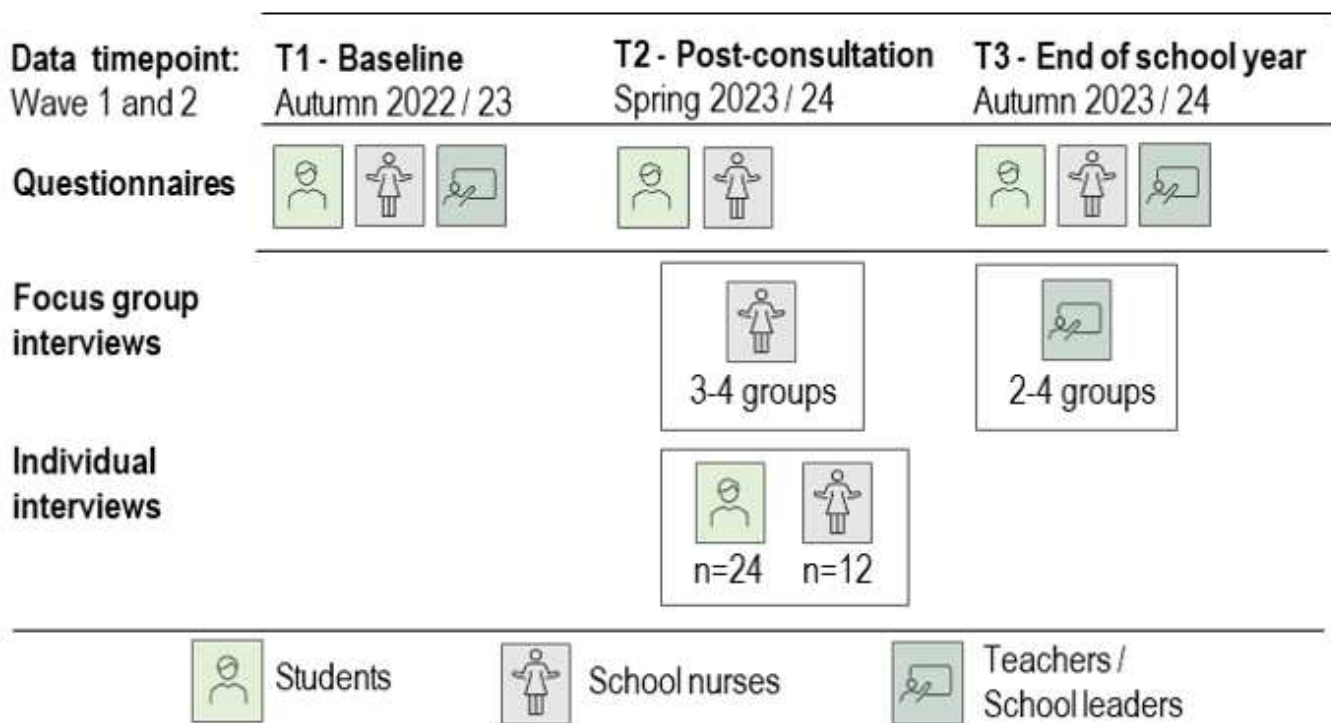 Data timepoint:
Wave 1 and 2
T1 - Baseline
Autumn 2022 / 23
T2 - Post-consultation
Spring 2023 / 24
T3 - End of school year
Autumn 2023 / 24
Questionnaires
Focus group
interviews
3-4 groups
2-4 groups
Individual
interviews
n=24
n=12
Students
School nurses
Teachers /
School leaders